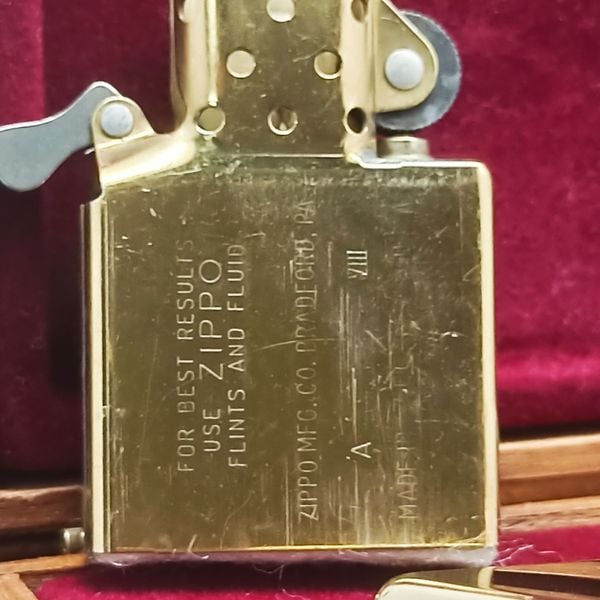 FOR BEST RESULTS
USE ZIPPO
FLINTS AND FLUID
ZIPPO MFG. CO. BRADFORD, PA.
A VIII
MADE IN